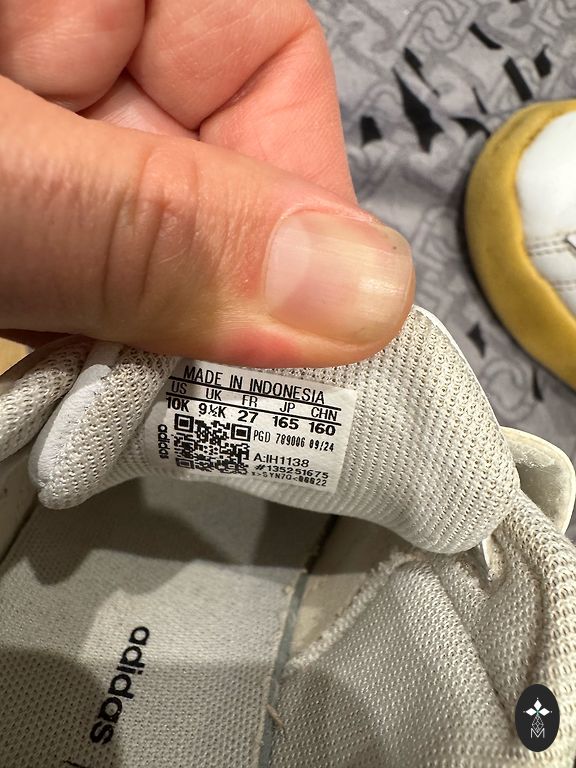 MADE IN INDONESIA
US UK FR JP CHN
10K 9½K 27 165 160
PGD 789006 09/24
adidas
A:IH1138
#135251675
adidas
M